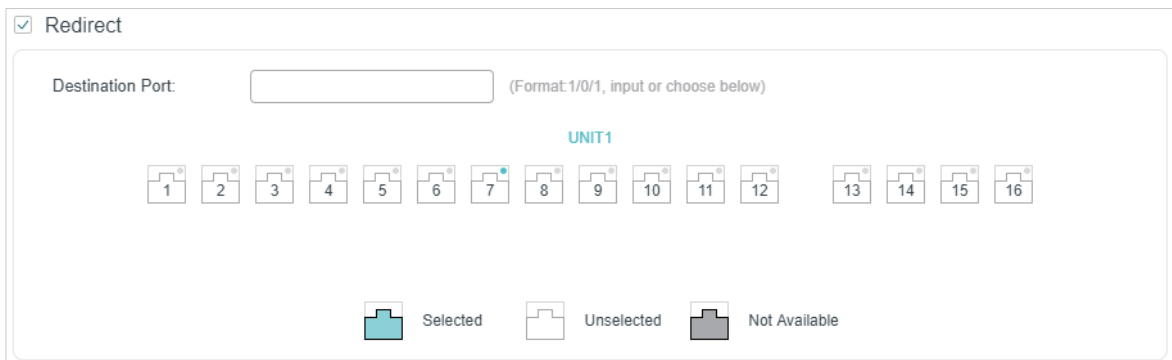 Redirect
Destination Port: (Format:1/0/1, input or choose below)
UNIT1
1 2 3 4 5 6 7 8 9 10 11 12 13 14 15 16
Selected Unselected Not Available